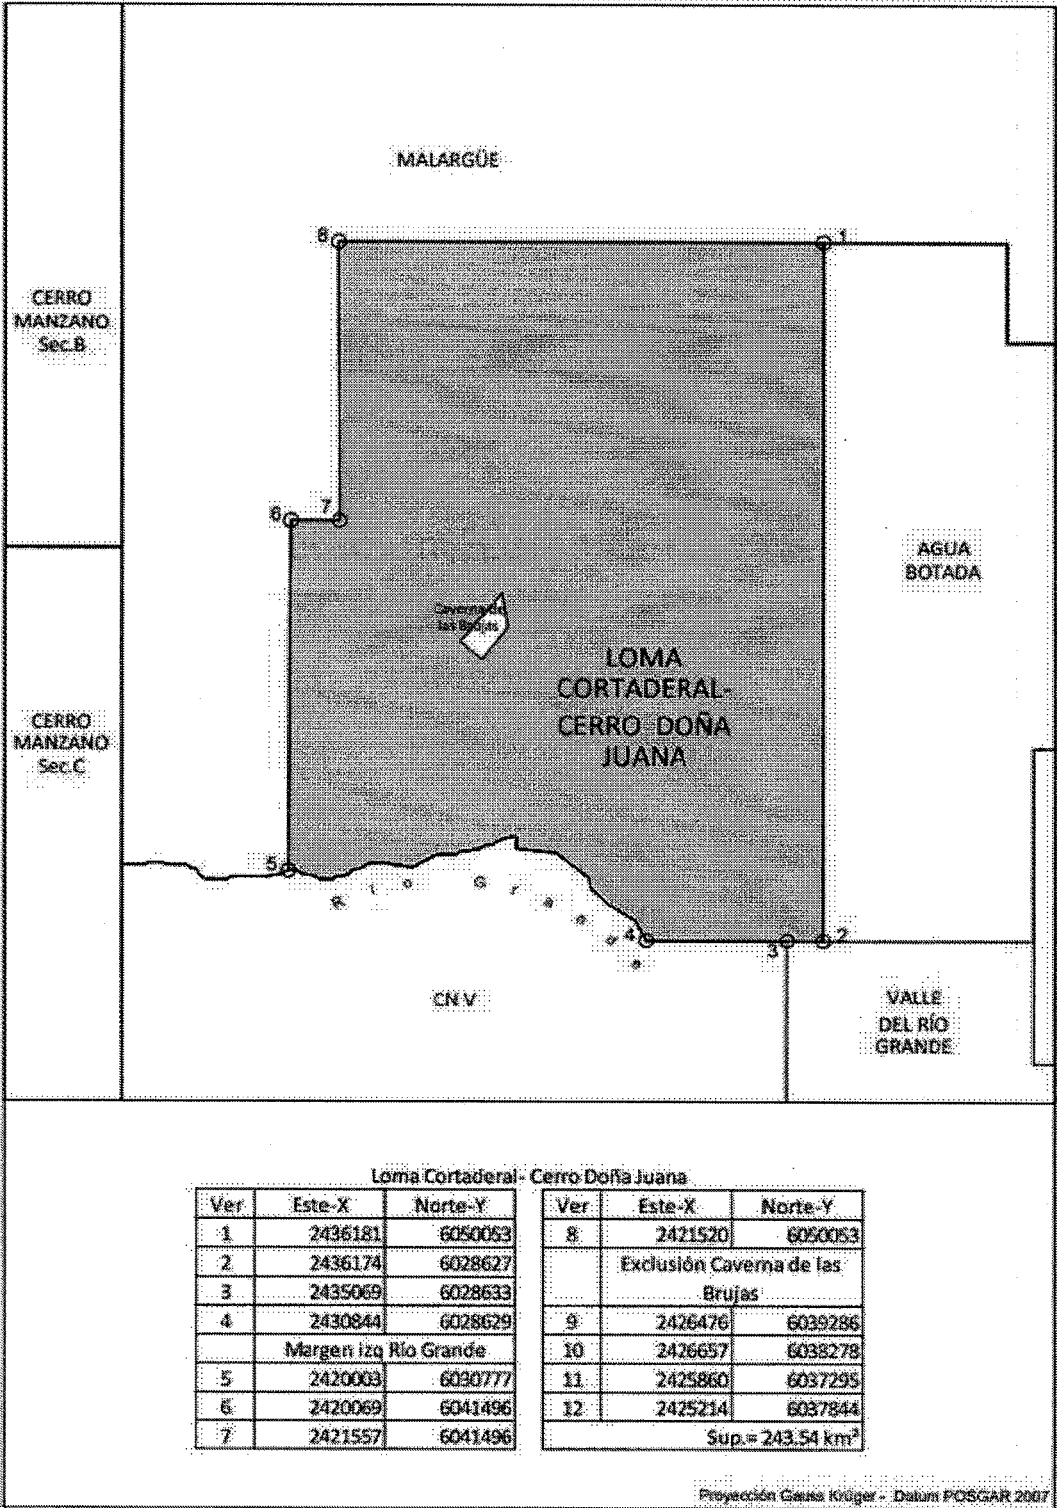 MALARGÜE
8
1
CERRO
MANZANO
Sec.B
6
7
AGUA
BOTADA
Caverna de
las Brujas
LOMA
CORTADERAL-
CERRO DOÑA
JUANA
CERRO
MANZANO
Sec.C
5
Río Grande
4
3
2
CN V
VALLE
DEL RÍO
GRANDE
Loma Cortaderal- Cerro Doña Juana
Ver Este-X Norte-Y
1 2436181 6050053
2 2436174 6028627
3 2435069 6028633
4 2430844 6028629
Margen izq Río Grande
5 2420003 6030777
6 2420069 6041496
7 2421557 6041496
Ver Este-X Norte-Y
8 2421520 6050053
Exclusión Caverna de las
Brujas
9 2426476 6039286
10 2426657 6038278
11 2425860 6037295
12 2425214 6037844
Sup.= 243.54 km²
Proyección Gauss Krüger - Datum POSGAR 2007